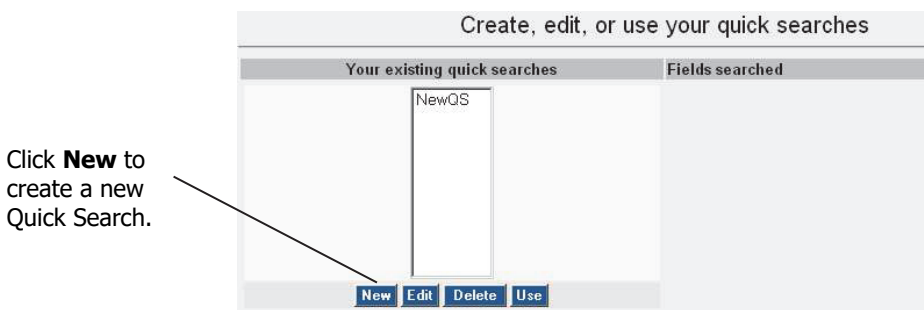 Create, edit, or use your quick searches
Your existing quick searches Fields searched
NewQS
Click New to
create a new
Quick Search.
New Edit Delete Use